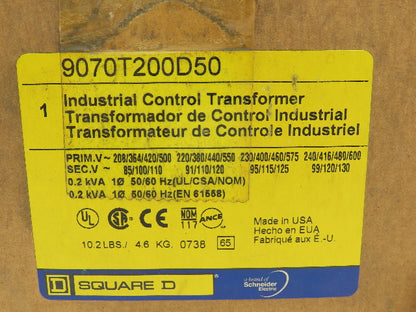 9070T200D50
1
Industrial Control Transformer
Transformador de Control Industrial
Transformateur de Controle Industriel
PRIM.V~ 208/364/420/500 220/380/440/550 230/400/460/575 240/416/480/600
SEC.V~ 85/100/110 91/110/120 95/115/125 99/120/130
0.2 kVA 1Ø 50/60 Hz(UL/CSA/NOM)
0.2 kVA 1Ø 50/60 Hz(EN 61558)
UL SA CE NOM 117 ANCE
Made in USA
Hecho en EUA
Fabriqué aux É.-U.
10.2 LBS./ 4.6 KG. 0738 65
D SQUARE D
a brand of
Schneider
Electric